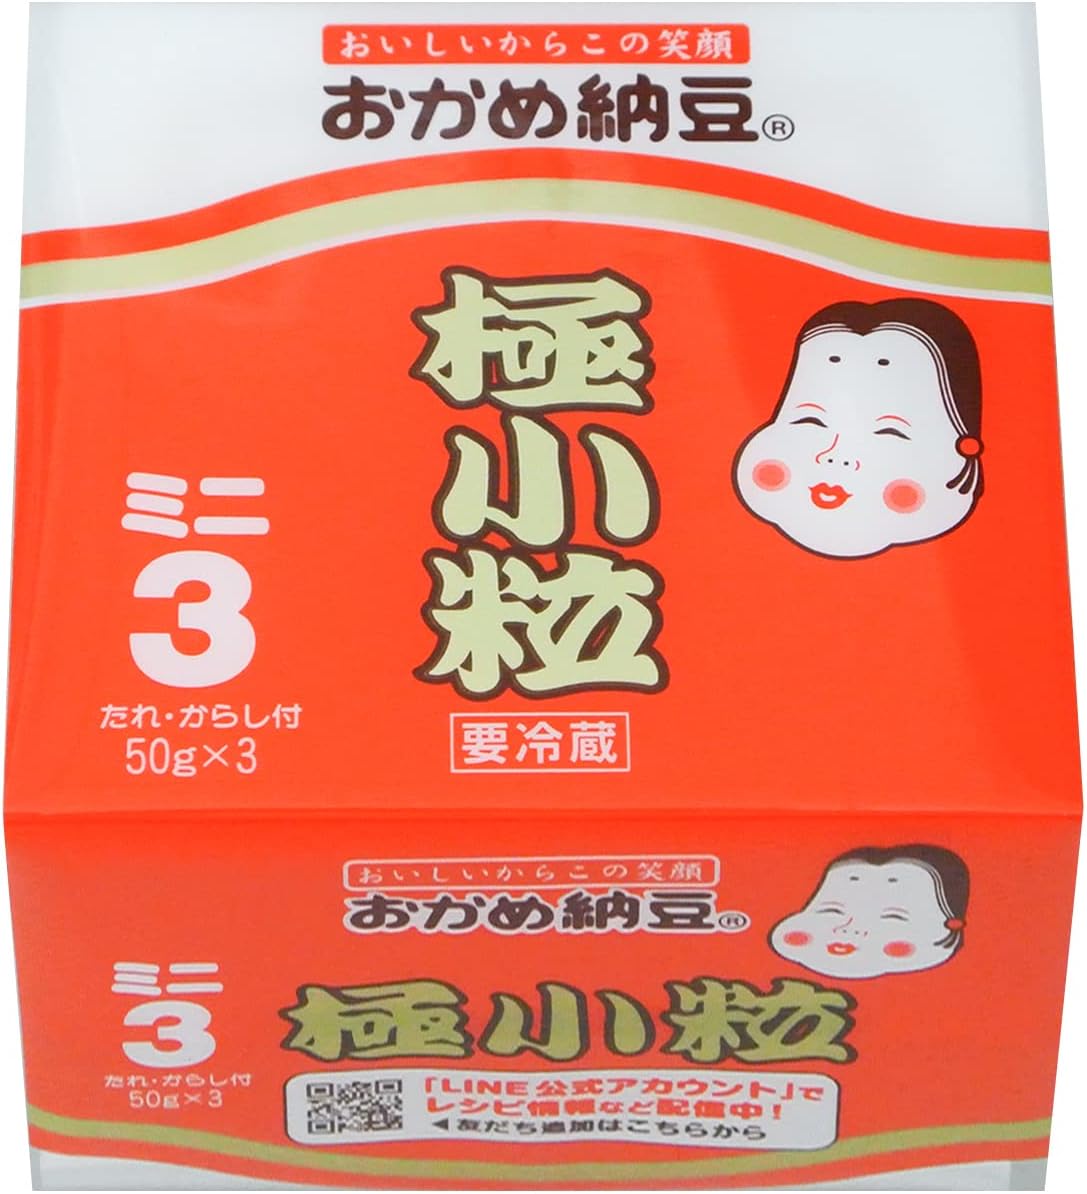 おいしいからこの笑顔
おかめ納豆®
極小粒
ミニ
3
たれ・からし付
50g×3
要冷蔵
おいしいからこの笑顔
おかめ納豆®
ミニ
3
たれ・からし付
50g×3
極小粒
「LINE 公式アカウント」で
レシピ情報など配信中！
◀友だち追加はこちらから